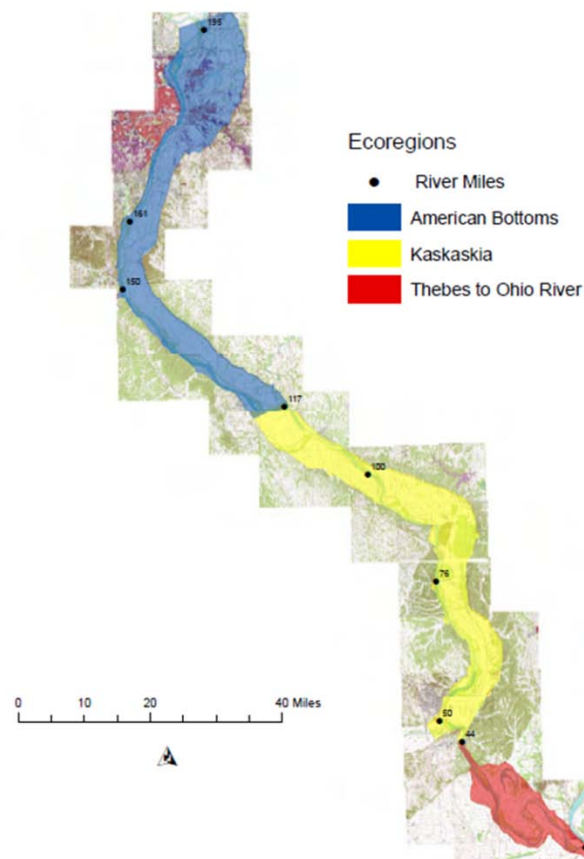 195
Ecoregions
River Miles
161
American Bottoms
Kaskaskia
150
Thebes to Ohio River
117
100
76
0 10 20 40 Miles
50
44